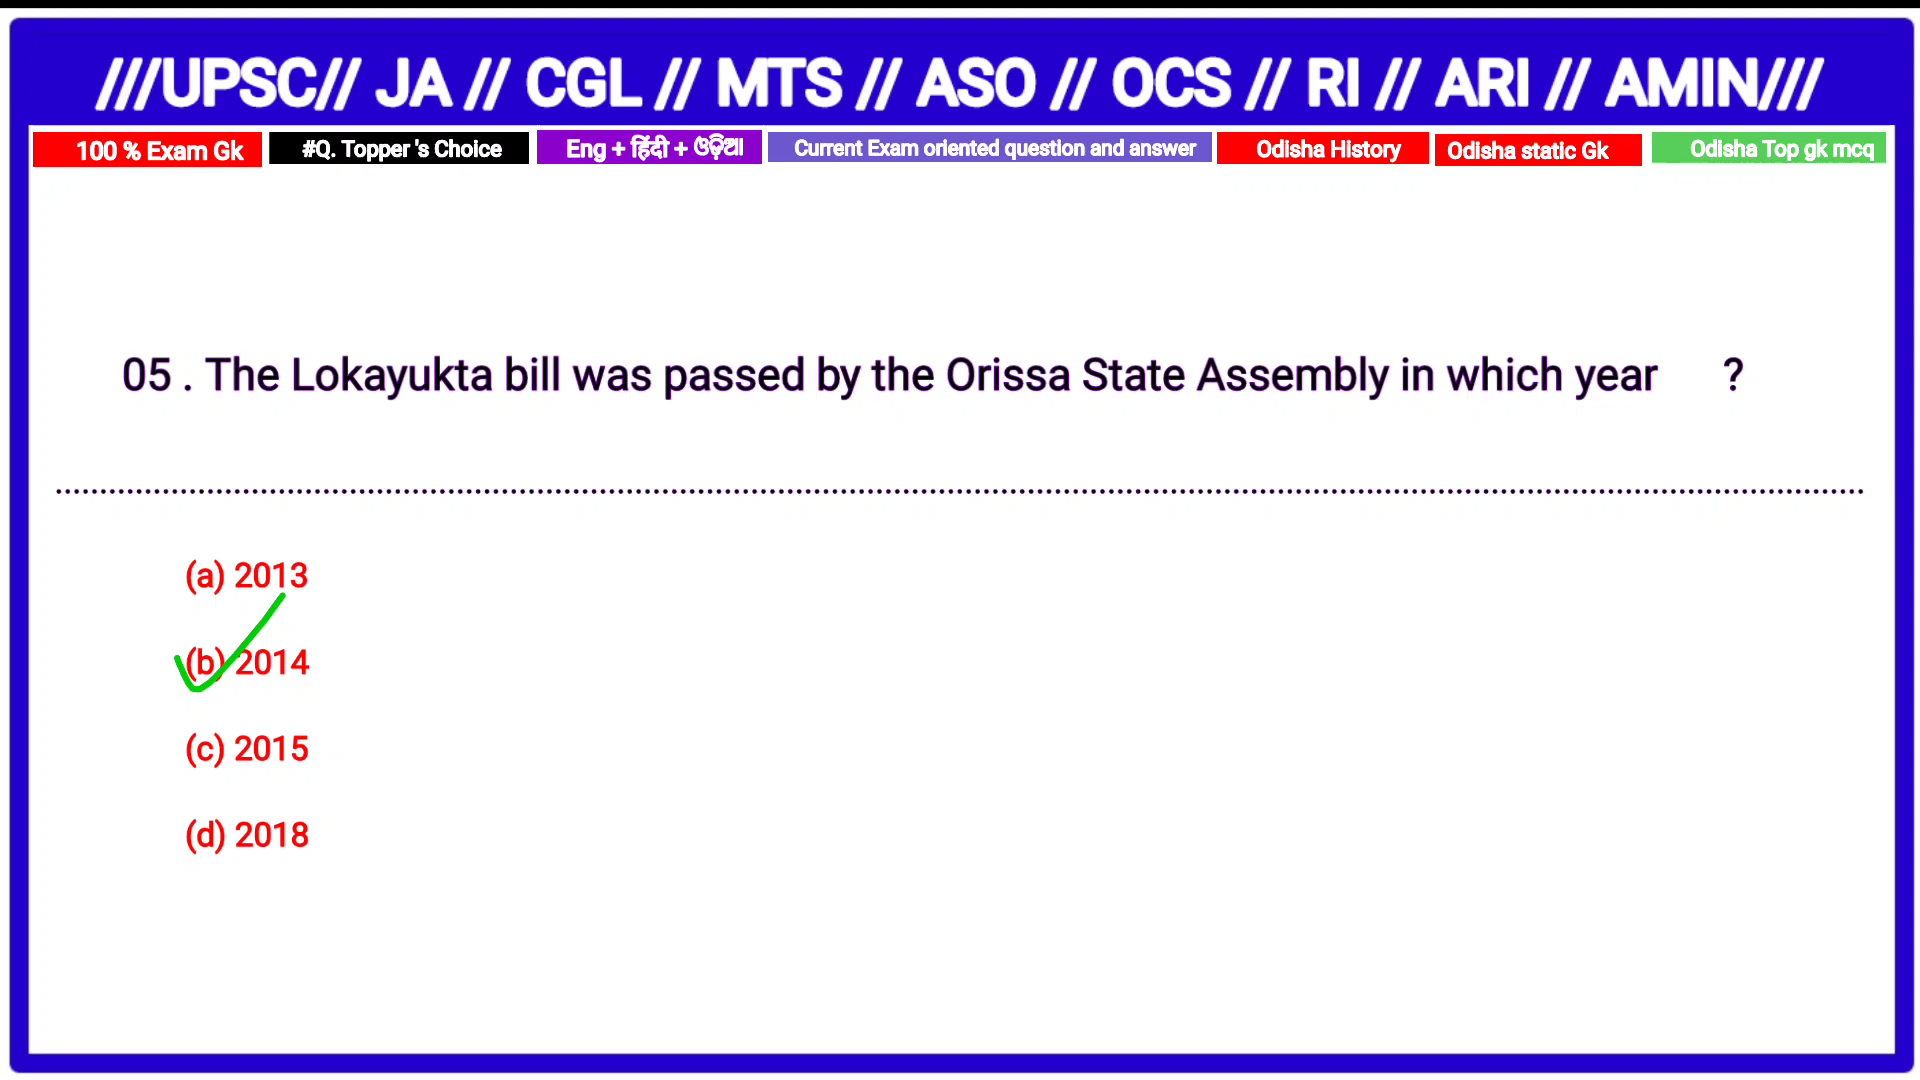 ///UPSC// JA // CGL // MTS // ASO // OCS // RI // ARI // AMIN///
100 % Exam Gk #Q. Topper 's Choice Eng + हिंदी + ଓଡ଼ିଆ Current Exam oriented question and answer Odisha History Odisha static Gk Odisha Top gk mcq
05 . The Lokayukta bill was passed by the Orissa State Assembly in which year ?
(a) 2013
(b) 2014
(c) 2015
(d) 2018